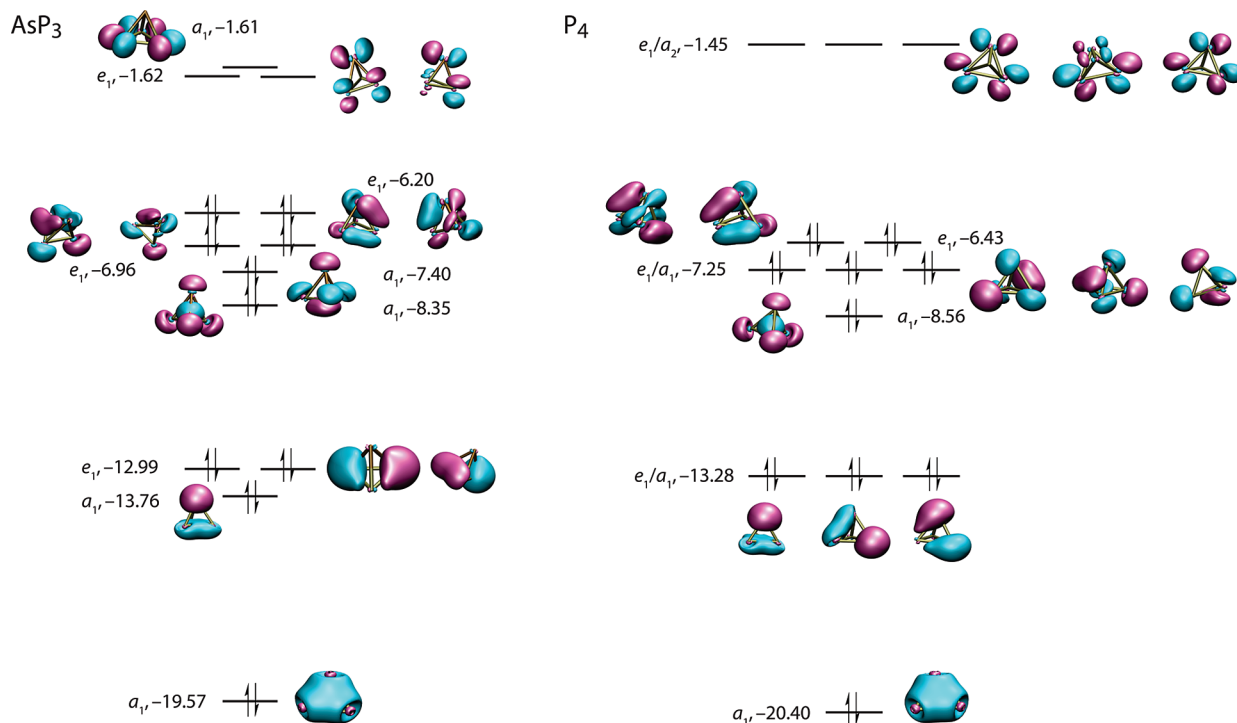 AsP₃
a₁, −1.61
e₁, −1.62
e₁, −6.20
e₁, −6.96
a₁, −7.40
a₁, −8.35
e₁, −12.99
a₁, −13.76
a₁, −19.57
P₄
e₁/a₂, −1.45
e₁, −6.43
e₁/a₁, −7.25
a₁, −8.56
e₁/a₁, −13.28
a₁, −20.40